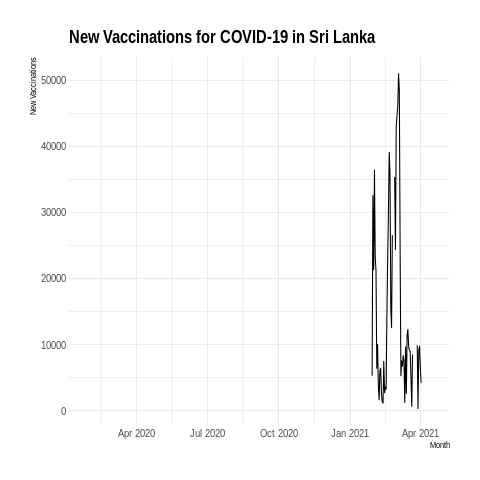 New Vaccinations for COVID-19 in Sri Lanka
New Vaccinations
50000
40000
30000
20000
10000
0
Apr 2020 Jul 2020 Oct 2020 Jan 2021 Apr 2021
Month